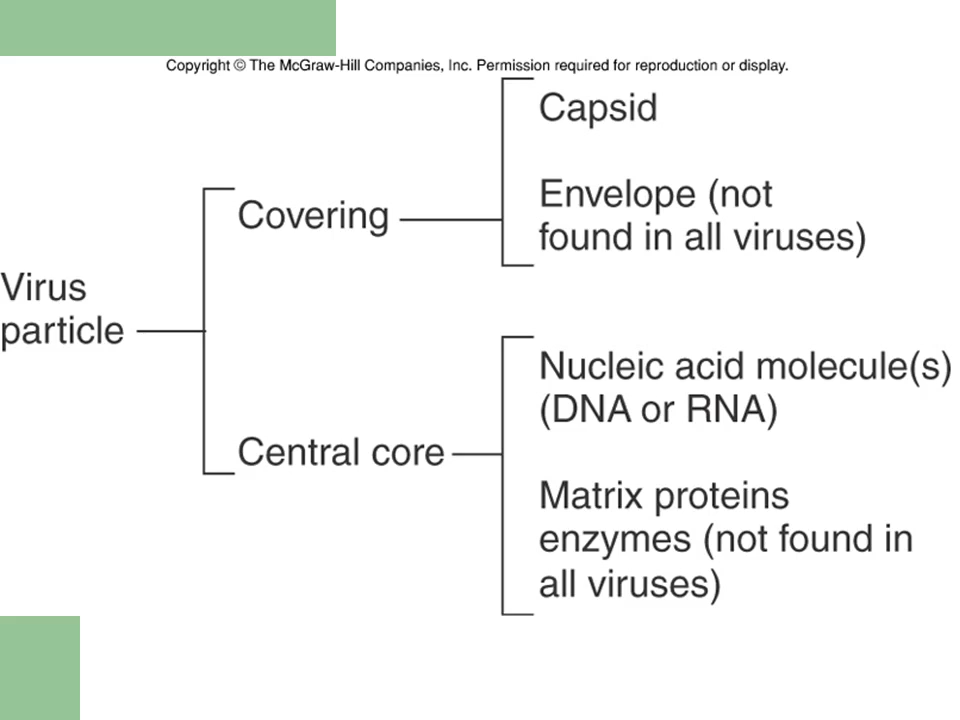 Copyright © The McGraw-Hill Companies, Inc. Permission required for reproduction or display.
Virus
particle
Covering
Capsid
Envelope (not
found in all viruses)
Central core
Nucleic acid molecule(s)
(DNA or RNA)
Matrix proteins
enzymes (not found in
all viruses)